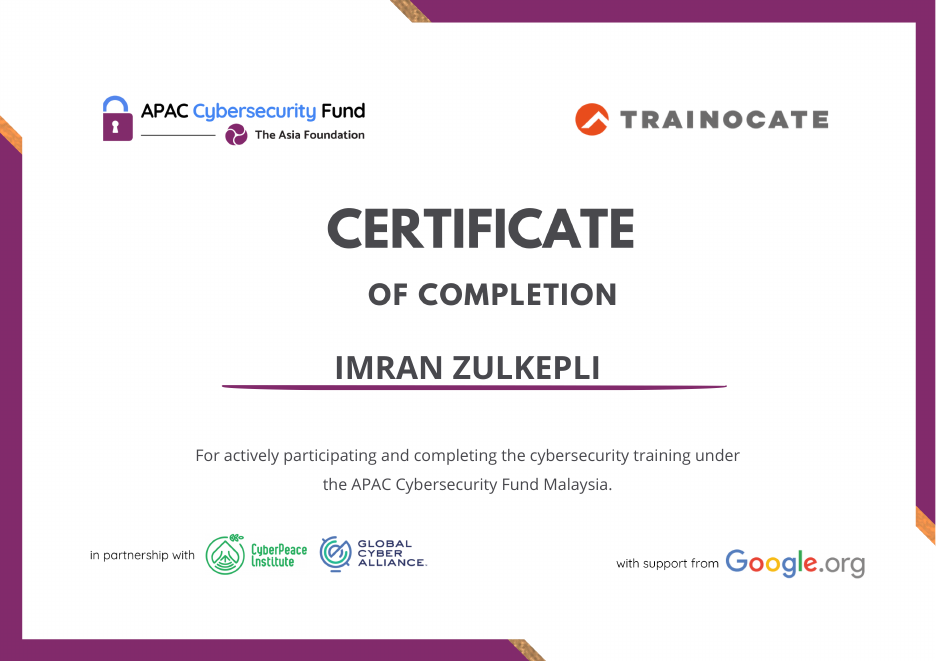 APAC Cybersecurity Fund
The Asia Foundation
TRAINOCATE
CERTIFICATE
OF COMPLETION
IMRAN ZULKEPLI
For actively participating and completing the cybersecurity training under
the APAC Cybersecurity Fund Malaysia.
in partnership with
CyberPeace
Institute
GLOBAL
CYBER
ALLIANCE.
with support from Google.org